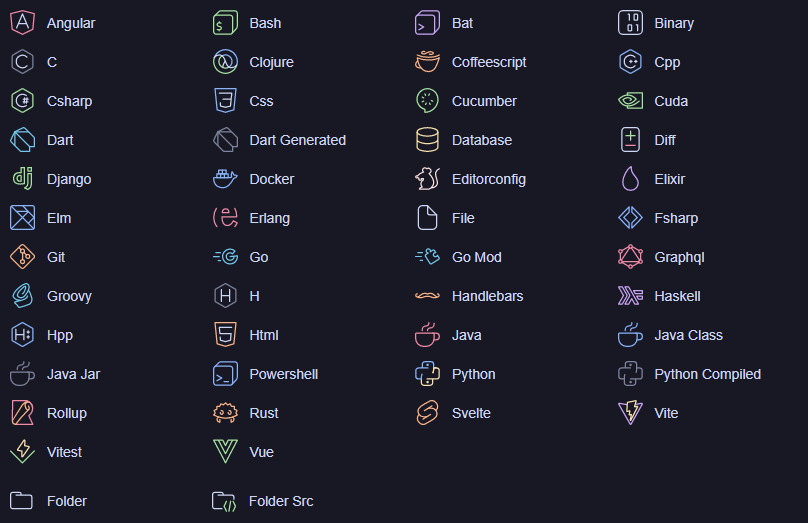 Angular Bash Bat Binary
C Clojure Coffeescript Cpp
Csharp Css Cucumber Cuda
Dart Dart Generated Database Diff
Django Docker Editorconfig Elixir
Elm Erlang File Fsharp
Git Go Go Mod Graphql
Groovy H Handlebars Haskell
Hpp Html Java Java Class
Java Jar Powershell Python Python Compiled
Rollup Rust Svelte Vite
Vitest Vue
Folder Folder Src